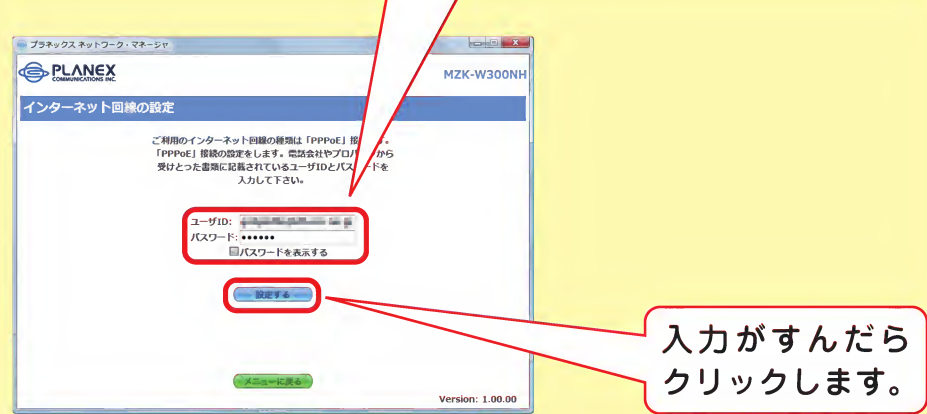 プラネックス ネットワーク・マネージャ
PLANEX
COMMUNICATIONS INC.
MZK-W300NH
インターネット回線の設定
ご利用のインターネット回線の種類は「PPPoE」接
「PPPoE」接続の設定をします。電話会社やプロバ から
受けとった書類に記載されているユーザIDとパス ードを
入力して下さい。
ユーザID:
パスワード: ••••••
パスワードを表示する
設定する
入力がすんだら
クリックします。
メニューに戻る
Version: 1.00.00